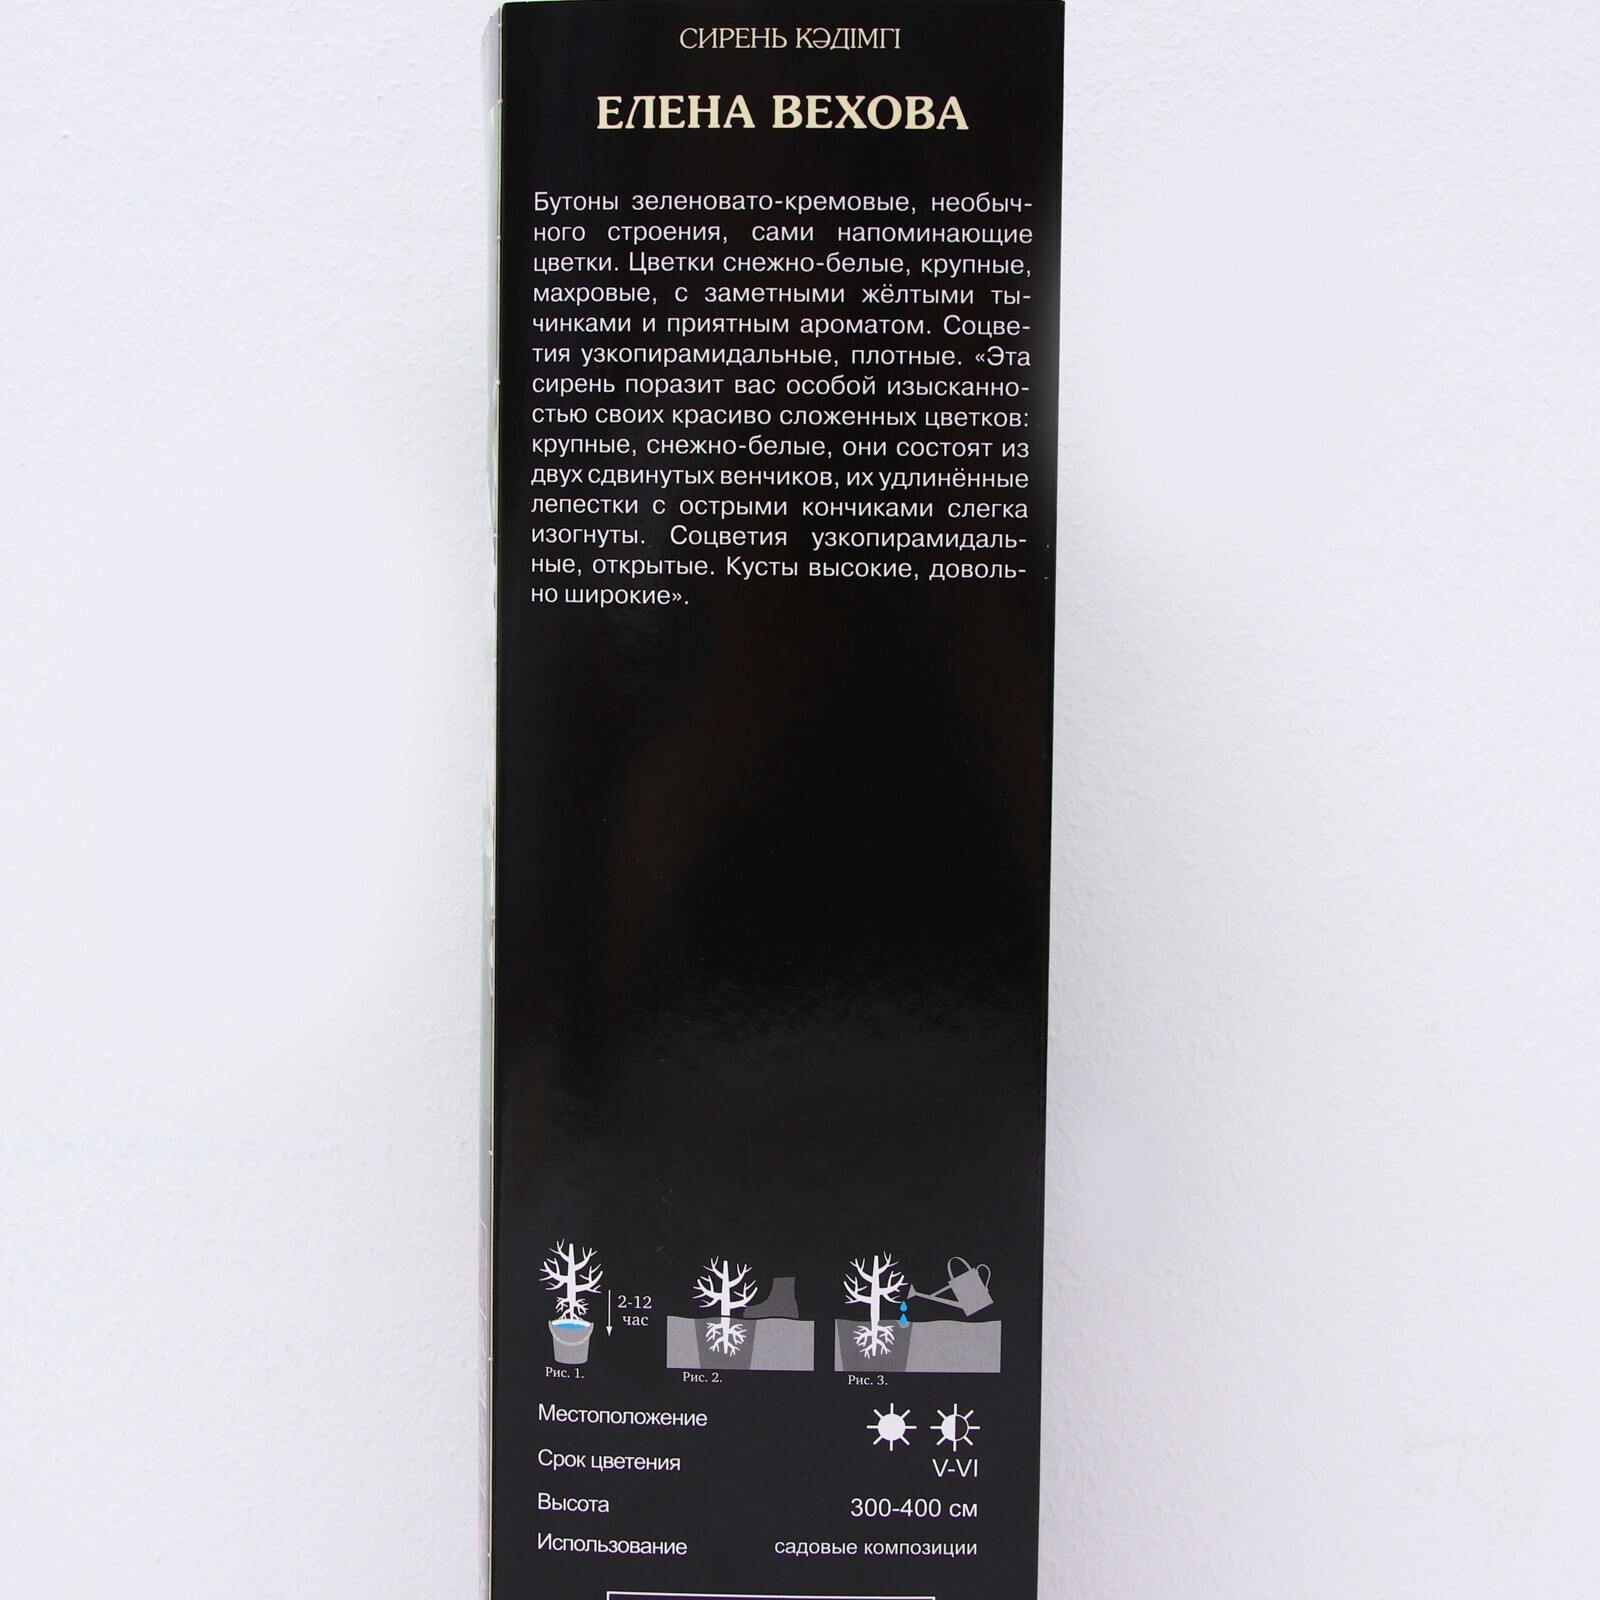 СИРЕНЬ КӘДІМГІ
ЕЛЕНА ВЕХОВА
Бутоны зеленовато-кремовые, необыч-
ного строения, сами напоминающие
цветки. Цветки снежно-белые, крупные,
махровые, с заметными жёлтыми ты-
чинками и приятным ароматом. Соцве-
тия узкопирамидальные, плотные. «Эта
сирень поразит вас особой изысканно-
стью своих красиво сложенных цветков:
крупные, снежно-белые, они состоят из
двух сдвинутых венчиков, их удлинённые
лепестки с острыми кончиками слегка
изогнуты. Соцветия узкопирамидаль-
ные, открытые. Кусты высокие, доволь-
но широкие».
2-12
час
Рис. 1.
Рис. 2.
Рис. 3.
Местоположение
Срок цветения V-VI
Высота 300-400 см
Использование садовые композиции